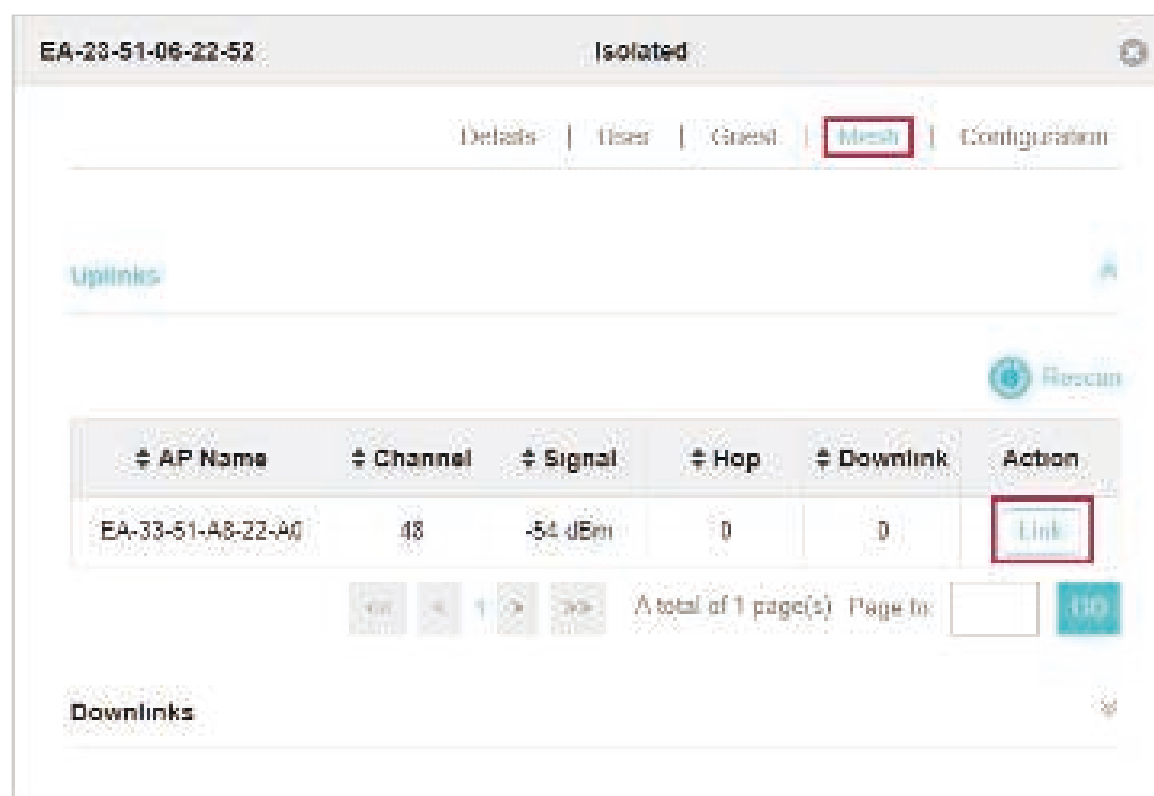 EA-23-51-06-22-52 Isolated
Details | User | Guest | Mesh | Configuration
Uplinks
Rescan
AP Name Channel Signal Hop Downlink Action
EA-33-51-A8-22-A0 48 -54 dBm 0 0 Link
<< < 1 > >> A total of 1 page(s) Page to: GO
Downlinks